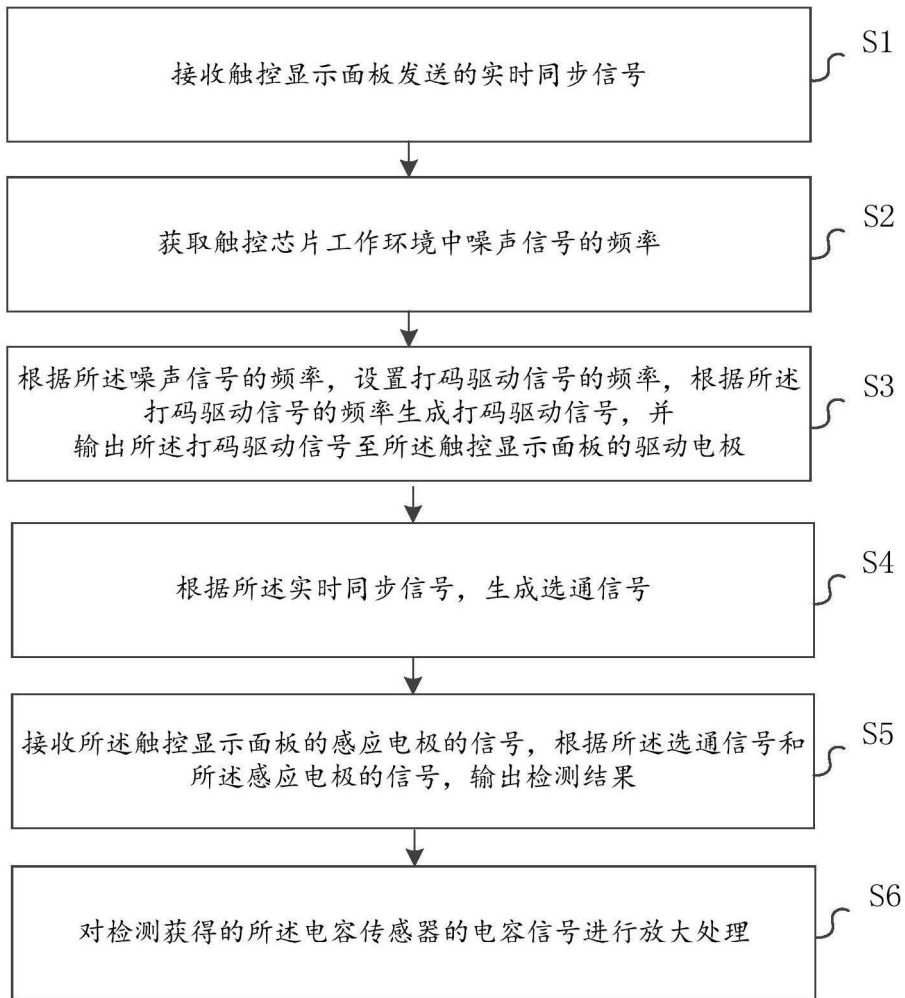 接收触控显示面板发送的实时同步信号
S1
获取触控芯片工作环境中噪声信号的频率
S2
根据所述噪声信号的频率，设置打码驱动信号的频率，根据所述
打码驱动信号的频率生成打码驱动信号，并
输出所述打码驱动信号至所述触控显示面板的驱动电极
S3
根据所述实时同步信号，生成选通信号
S4
接收所述触控显示面板的感应电极的信号，根据所述选通信号和
所述感应电极的信号，输出检测结果
S5
对检测获得的所述电容传感器的电容信号进行放大处理
S6